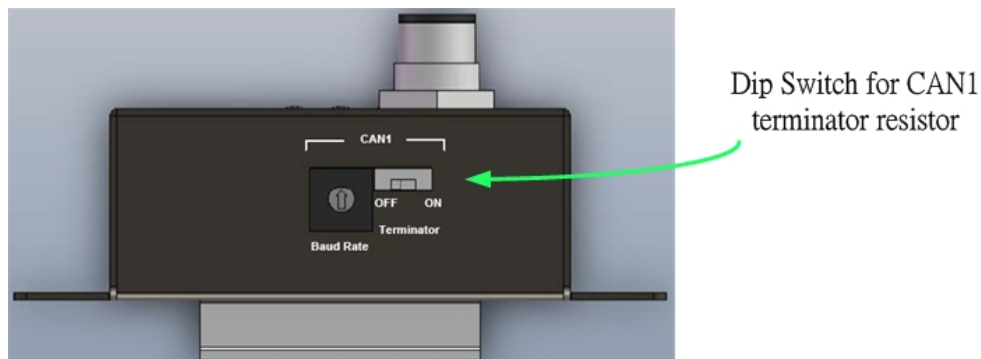 Dip Switch for CAN1
terminator resistor
CAN1
OFF ON
Terminator
Baud Rate